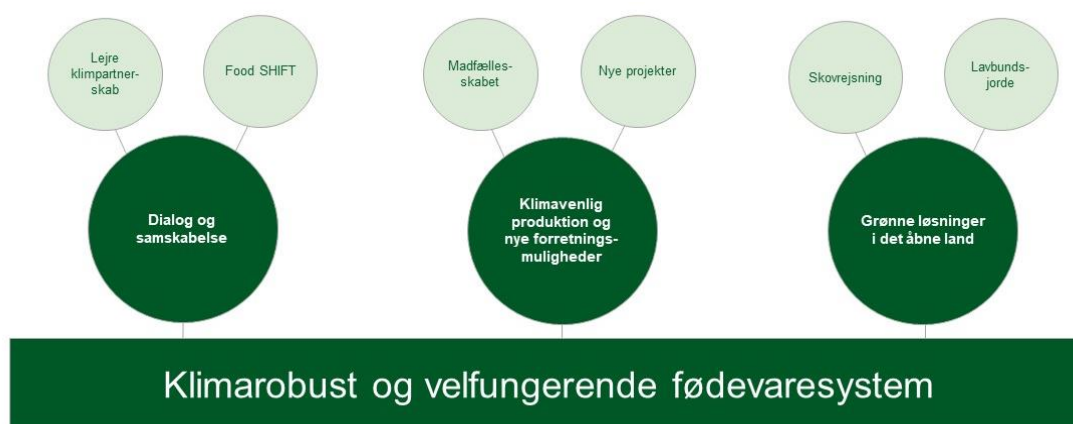 Lejre
klimpartner-
skab
Food SHIFT
Dialog og
samskabelse
Madfælles-
skabet
Nye projekter
Klimavenlig
produktion og
nye forretnings-
muligheder
Skovrejsning
Lavbunds-
jorde
Grønne løsninger
i det åbne land
Klimarobust og velfungerende fødevaresystem